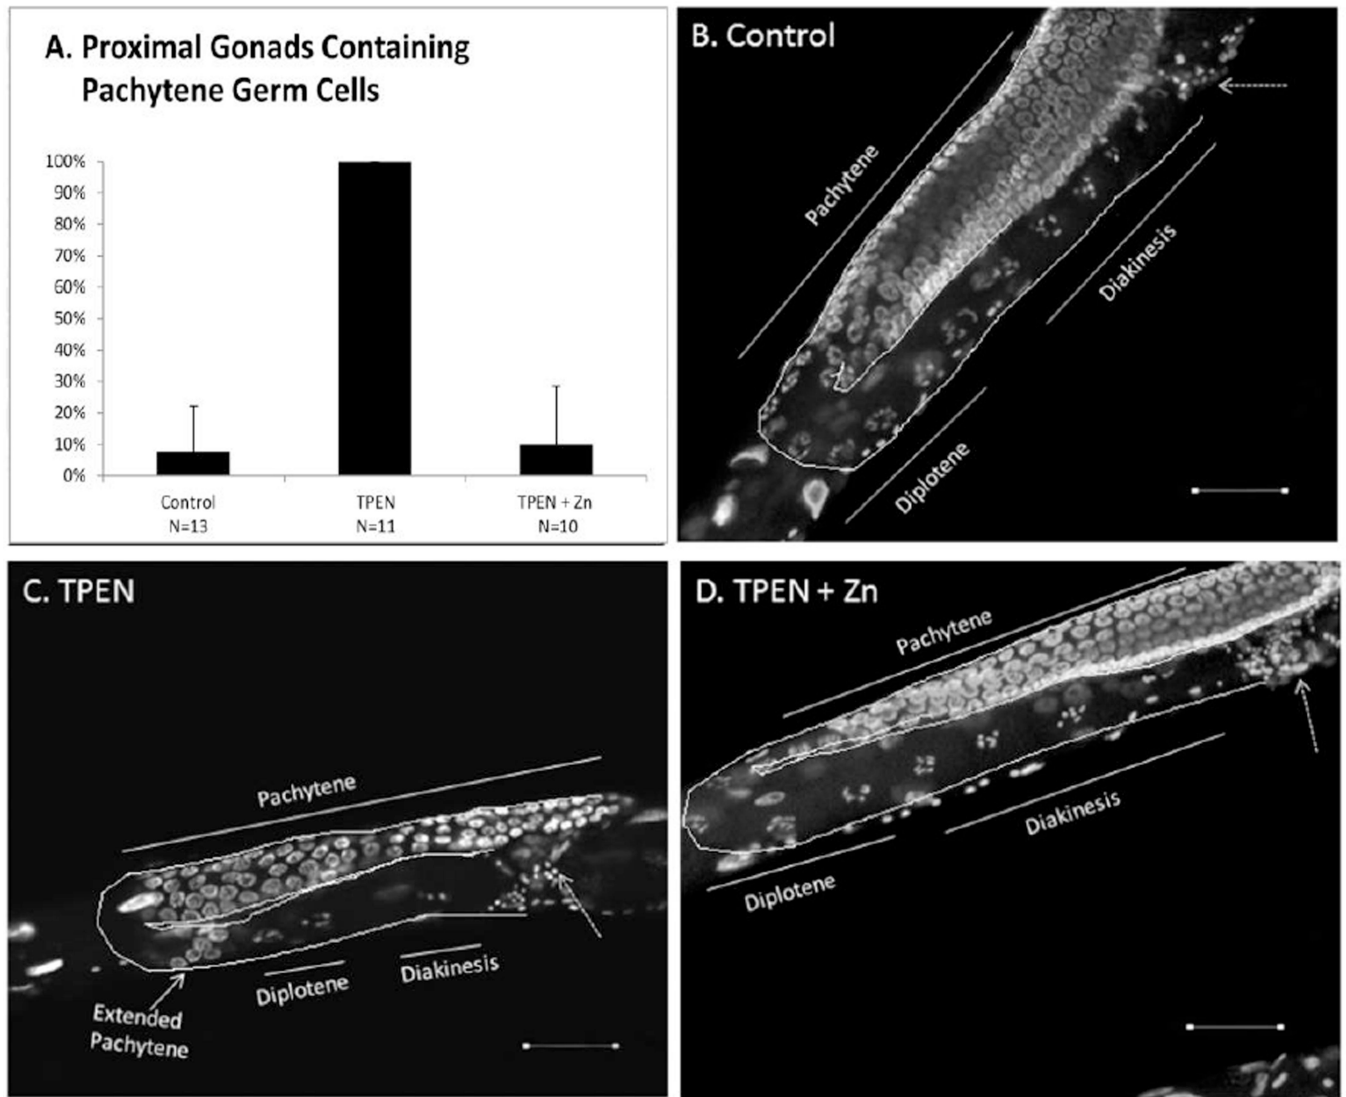 A. Proximal Gonads Containing
Pachytene Germ Cells
100%
90%
80%
70%
60%
50%
40%
30%
20%
10%
0%
Control
N=13
TPEN
N=11
TPEN + Zn
N=10
B. Control
Pachytene
Diakinesis
Diplotene
C. TPEN
Pachytene
Diplotene
Diakinesis
Extended
Pachytene
D. TPEN + Zn
Pachytene
Diakinesis
Diplotene